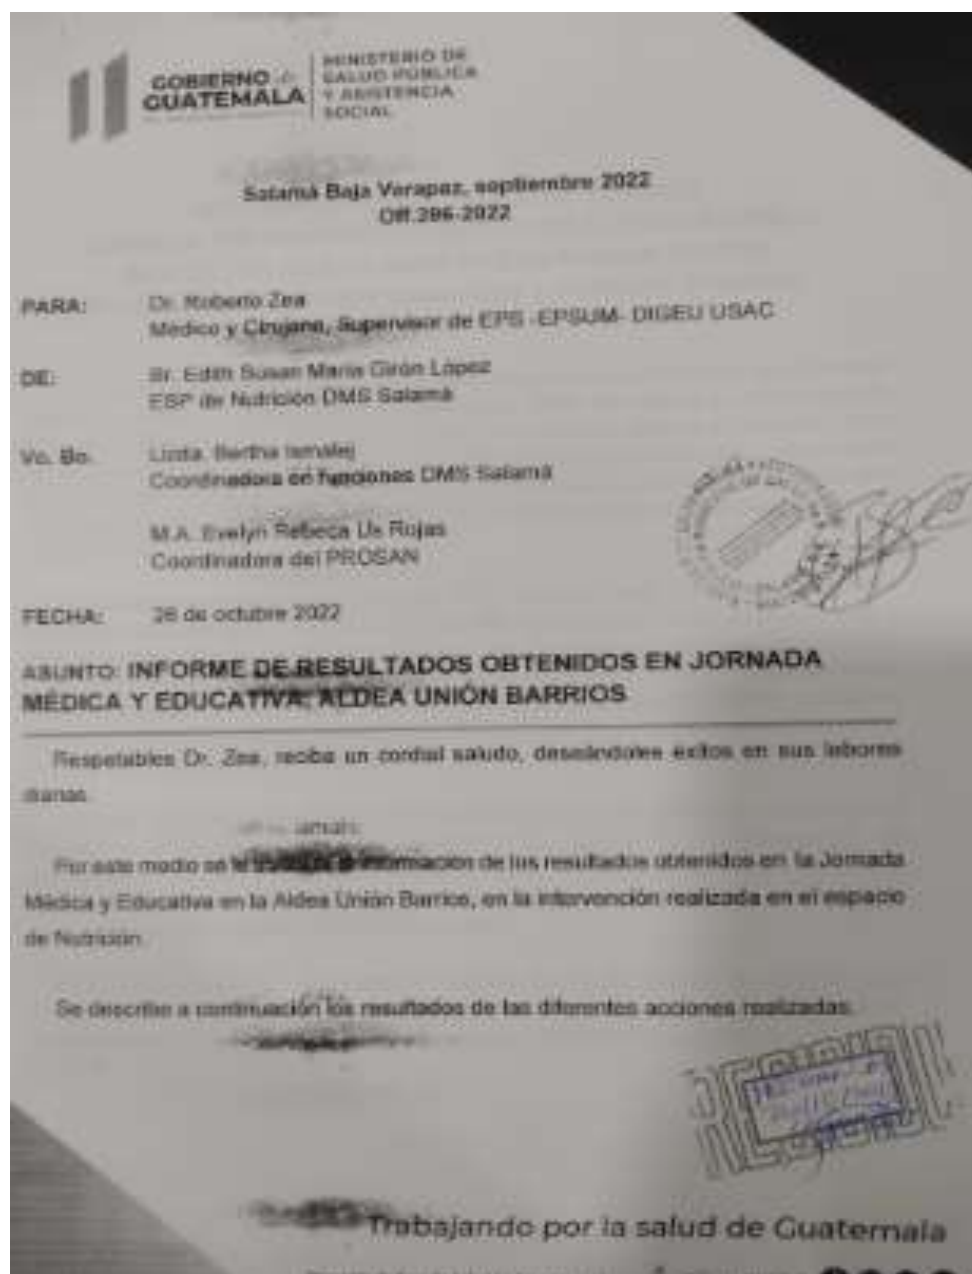 GOBIERNO de
GUATEMALA
MINISTERIO DE
SALUD PÚBLICA
Y ASISTENCIA
SOCIAL
Salamá Baja Verapaz, septiembre 2022
Off.396-2022
PARA: Dr. Roberto Zea
Médico y Cirujano, Supervisor de EPS -EPSUM- DIGEU USAC
DE: Br. Edith Susan María Girón López
ESP de Nutrición DMS Salamá
Vo. Bo. Licda. Bertha Ismalej
Coordinadora en funciones DMS Salamá
M.A. Evelyn Rebeca Us Rojas
Coordinadora del PROSAN
FECHA: 26 de octubre 2022
ASUNTO: INFORME DE RESULTADOS OBTENIDOS EN JORNADA
MÉDICA Y EDUCATIVA, ALDEA UNIÓN BARRIOS
Respetables Dr. Zea, reciba un cordial saludo, deseándoles éxitos en sus labores
diarias.
Por este medio se le información de los resultados obtenidos en la Jornada
Médica y Educativa en la Aldea Unión Barrios, en la intervención realizada en el espacio
de Nutrición.
Se describe a continuación los resultados de las diferentes acciones realizadas.
Trabajando por la salud de Guatemala